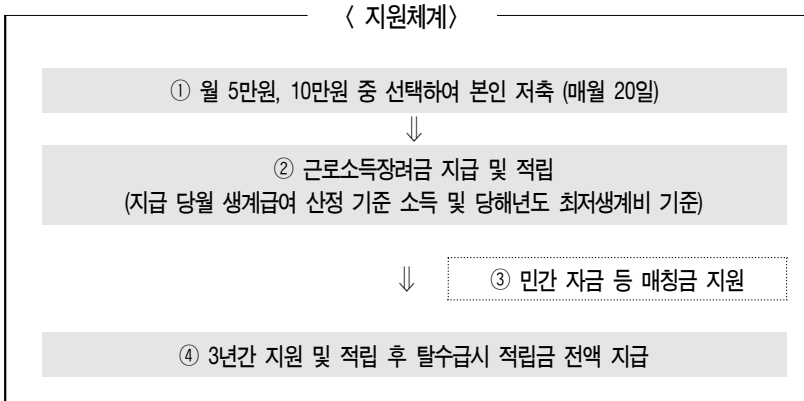 〈 지원체계〉
① 월 5만원, 10만원 중 선택하여 본인 저축 (매월 20일)
⇓
② 근로소득장려금 지급 및 적립
(지급 당월 생계급여 산정 기준 소득 및 당해년도 최저생계비 기준)
⇓ ③ 민간 자금 등 매칭금 지원
④ 3년간 지원 및 적립 후 탈수급시 적립금 전액 지급